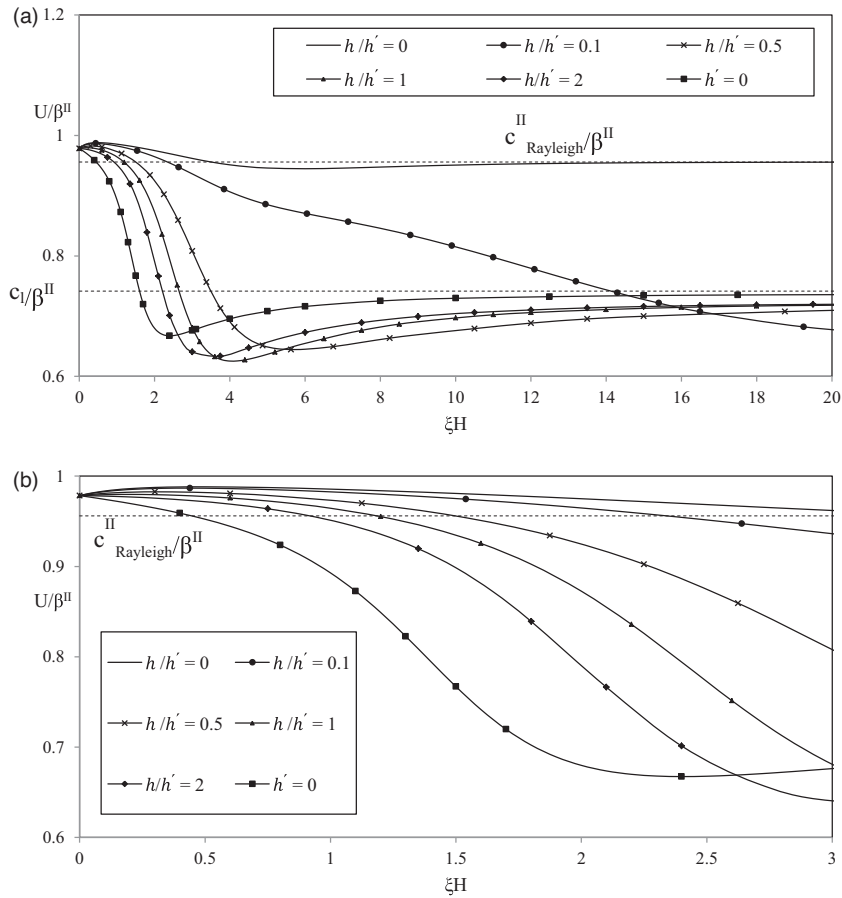 (a)
1.2
h/h′ = 0 h/h′ = 0.1 h/h′ = 0.5
h/h′ = 1 h/h′ = 2 h′ = 0
U/β^II
1
c^II_Rayleigh/β^II
0.8
c_l/β^II
0.6
0 2 4 6 8 10 12 14 16 18 20
ξH
(b)
1
c^II_Rayleigh/β^II
0.9
U/β^II
0.8
h/h′ = 0 h/h′ = 0.1
h/h′ = 0.5 h/h′ = 1
h/h′ = 2 h′ = 0
0.7
0.6
0 0.5 1 1.5 2 2.5 3
ξH